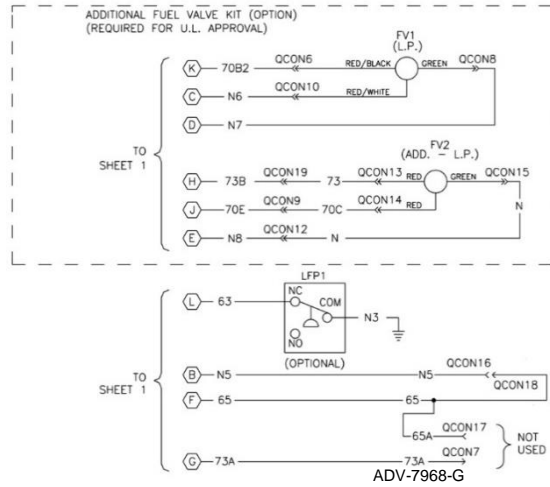 ADDITIONAL FUEL VALVE KIT (OPTION)
(REQUIRED FOR U.L. APPROVAL)
FV1
(L.P.)
K 70B2 QCON6 RED/BLACK GREEN QCON8
C N6 QCON10 RED/WHITE
D N7
TO
SHEET 1
FV2
(ADD. - L.P.)
H 73B QCON19 73 QCON13 RED GREEN QCON15
J 70E QCON9 70C QCON14 RED N
E N8 QCON12 N
LFP1
L 63 NC COM N3
NO
(OPTIONAL)
TO
SHEET 1
B N5 N5 QCON16
QCON18
F 65 65
65A QCON17
NOT
USED
G 73A 73A QCON7
ADV-7968-G